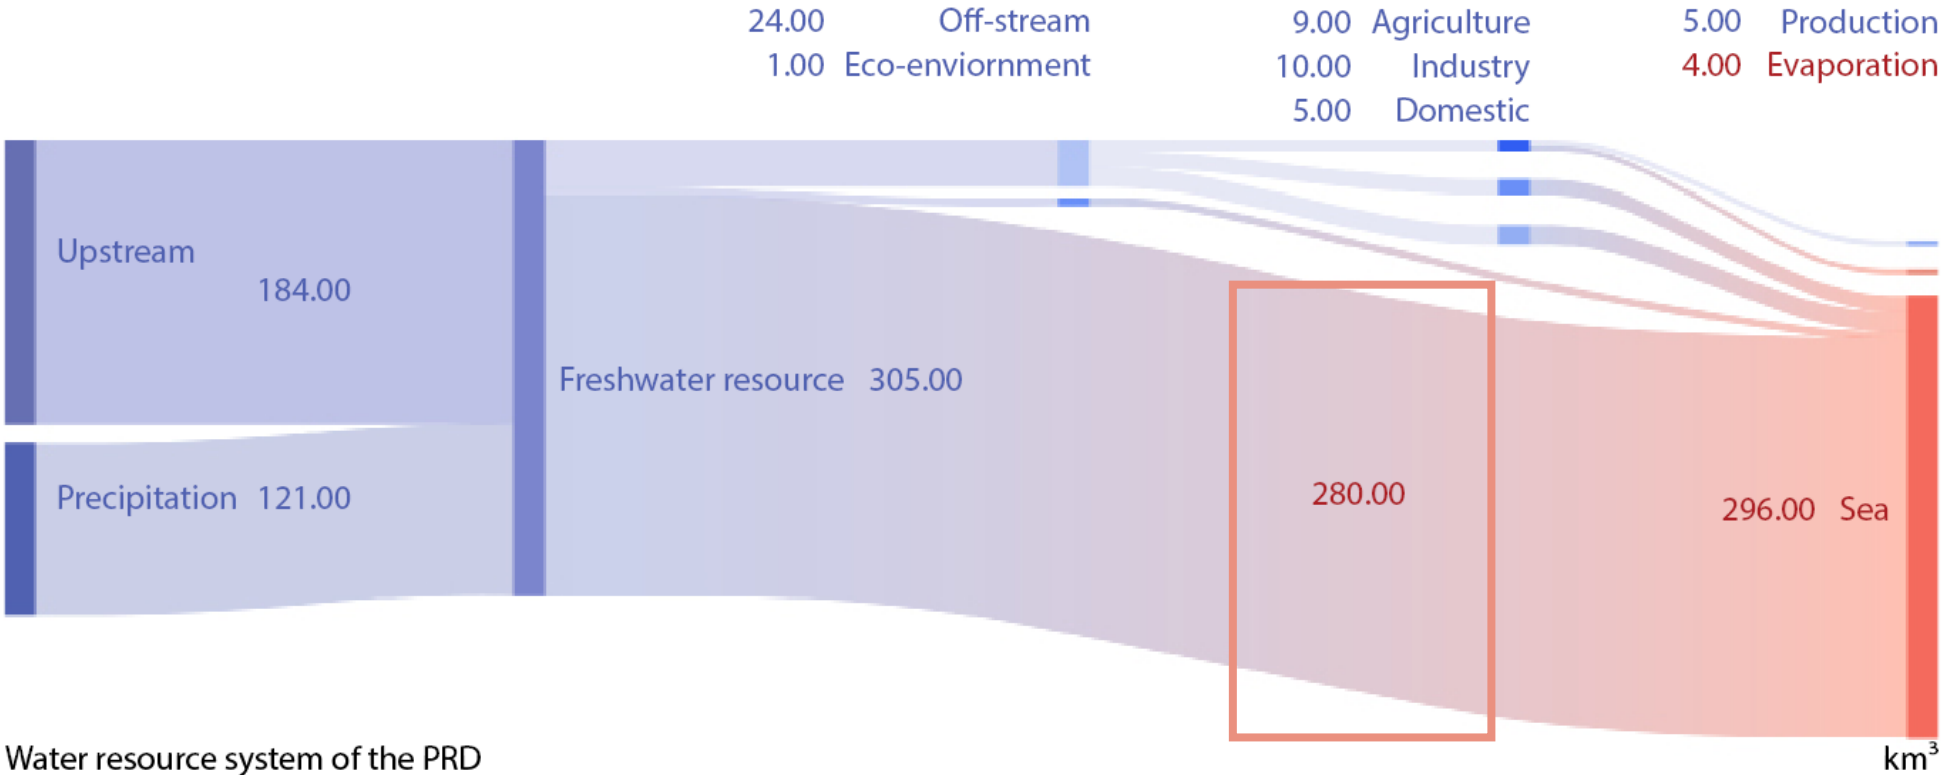 24.00 Off-stream
1.00 Eco-enviornment
9.00 Agriculture
10.00 Industry
5.00 Domestic
5.00 Production
4.00 Evaporation
Upstream
184.00
Freshwater resource 305.00
Precipitation 121.00
280.00
296.00 Sea
Water resource system of the PRD
km³